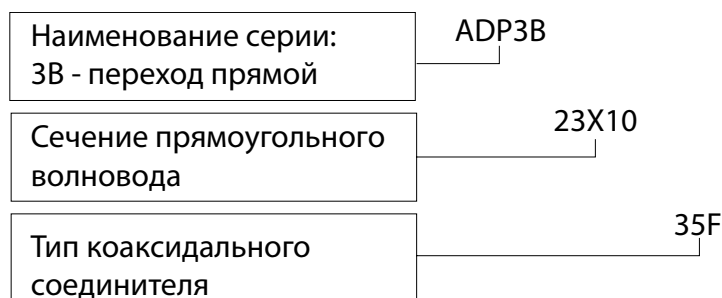 Наименование серии:
3В - переход прямой
ADP3B
Сечение прямоугольного
волновода
23X10
Тип коаксидального
соединителя
35F